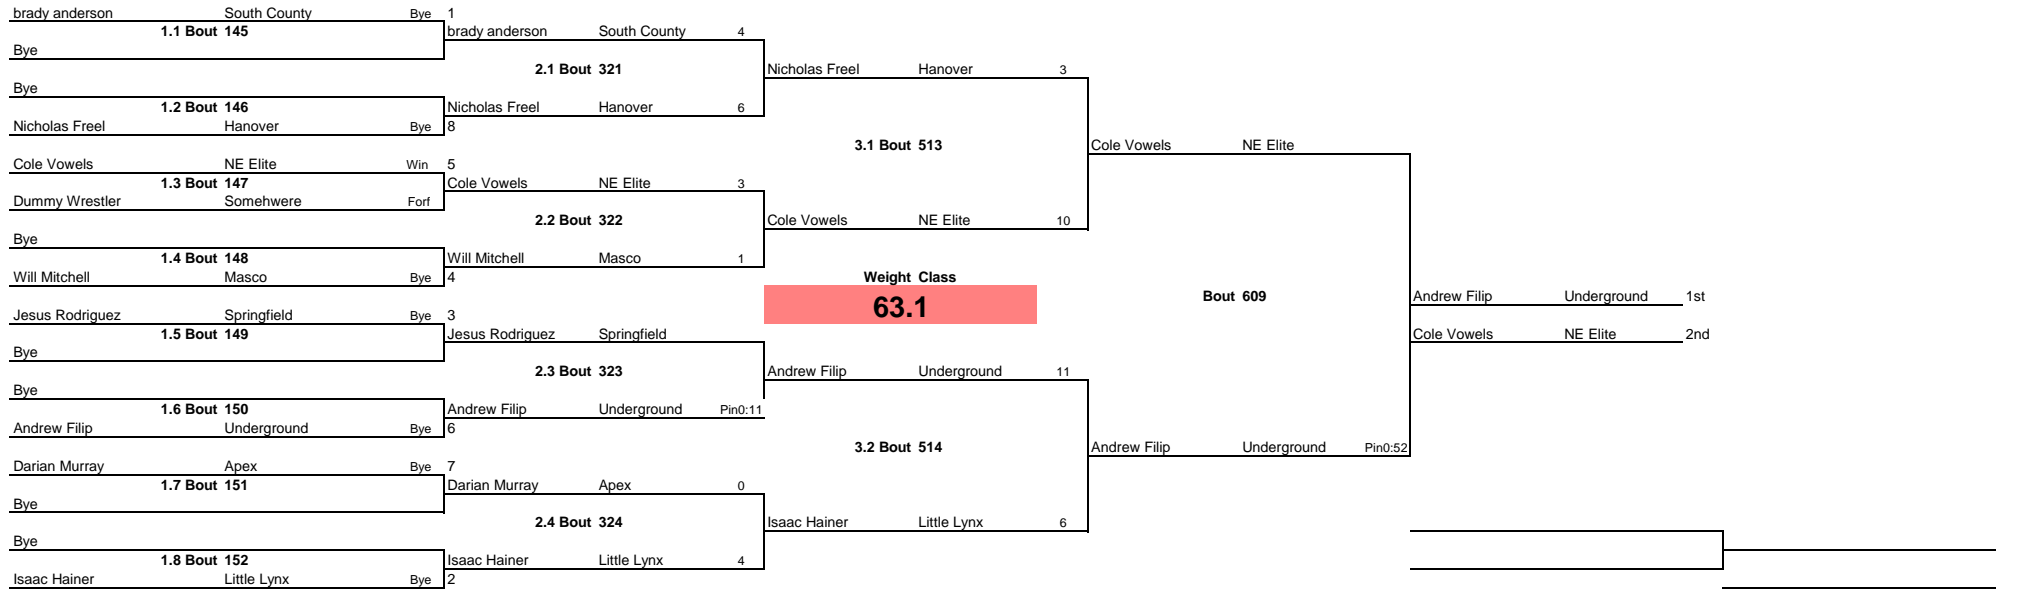 brady anderson South County Bye 1
1.1 Bout 145 brady anderson South County 4
Bye
2.1 Bout 321 Nicholas Freel Hanover 3
Bye
1.2 Bout 146 Nicholas Freel Hanover 6
Nicholas Freel Hanover Bye 8
3.1 Bout 513 Cole Vowels NE Elite
Cole Vowels NE Elite Win 5
1.3 Bout 147 Cole Vowels NE Elite 3
Dummy Wrestler Somehwere Forf
2.2 Bout 322 Cole Vowels NE Elite 10
Bye
1.4 Bout 148 Will Mitchell Masco 1
Will Mitchell Masco Bye 4 Weight Class
63.1 Bout 609 Andrew Filip Underground 1st
Jesus Rodriguez Springfield Bye 3
1.5 Bout 149 Jesus Rodriguez Springfield Cole Vowels NE Elite 2nd
Bye
2.3 Bout 323 Andrew Filip Underground 11
Bye
1.6 Bout 150 Andrew Filip Underground Pin0:11
Andrew Filip Underground Bye 6
3.2 Bout 514 Andrew Filip Underground Pin0:52
Darian Murray Apex Bye 7
1.7 Bout 151 Darian Murray Apex 0
Bye
2.4 Bout 324 Isaac Hainer Little Lynx 6
Bye
1.8 Bout 152 Isaac Hainer Little Lynx 4
Isaac Hainer Little Lynx Bye 2